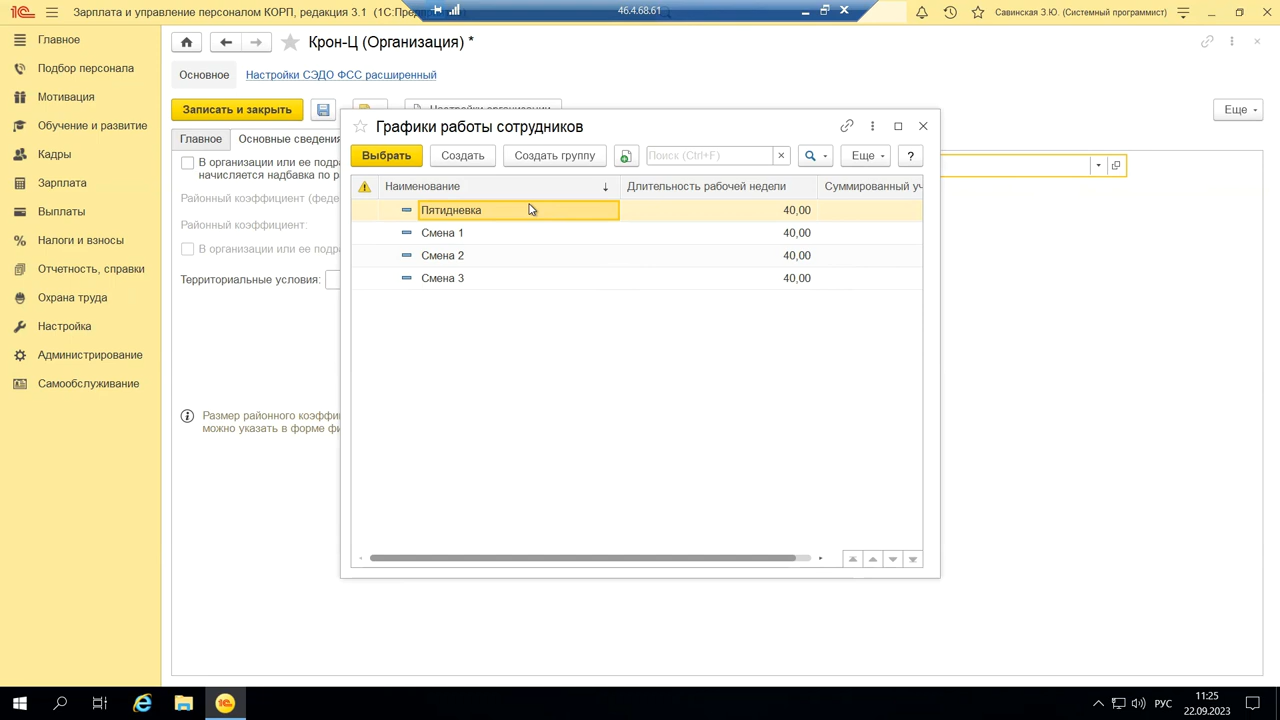 Зарплата и управление персоналом КОРП, редакция 3.1 (1С:Пред
46.4.68.61
Савинская З.Ю. (Системный программист)
Главное
Подбор персонала
Мотивация
Обучение и развитие
Кадры
Зарплата
Выплаты
Налоги и взносы
Отчетность, справки
Охрана труда
Настройка
Администрирование
Самообслуживание
Крон-Ц (Организация) *
Основное
Настройки СЭДО ФСС расширенный
Записать и закрыть
Еще
Главное
Основные сведения
В организации или ее подра
начисляется надбавка по р
Районный коэффициент (феде
Районный коэффициент:
В организации или ее подра
Территориальные условия:
Размер районного коэффи
можно указать в форме фи
Графики работы сотрудников
Выбрать
Создать
Создать группу
Поиск (Ctrl+F)
Еще
?
Наименование
Длительность рабочей недели
Суммированный уч
Пятидневка
40,00
Смена 1
40,00
Смена 2
40,00
Смена 3
40,00
РУС
11:25
22.09.2023